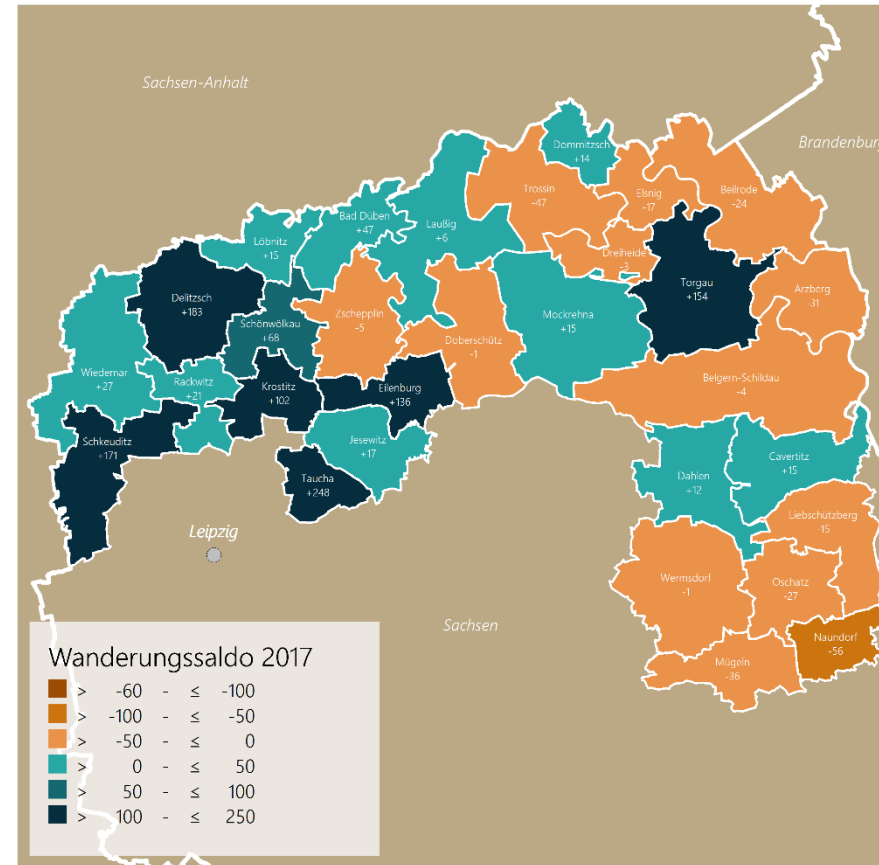 Sachsen-Anhalt
Brandenburg
Dommitzsch
+14
Trossin
-47
Elsnig
-17
Beilrode
-24
Bad Düben
+47
Laußig
+6
Löbnitz
+15
Dreiheide
-3
Torgau
+154
Arzberg
-31
Delitzsch
+183
Zschepplin
-5
Mockrehna
+15
Schönwölkau
+68
Doberschütz
-1
Wiedemar
+27
Rackwitz
+21
Krostitz
+102
Eilenburg
+136
Belgern-Schildau
-4
Schkeuditz
+171
Jesewitz
+17
Taucha
+248
Dahlen
+12
Cavertitz
+15
Liebschützberg
-15
Leipzig
Wermsdorf
-1
Oschatz
-27
Sachsen
Naundorf
-56
Mügeln
-36
Wanderungssaldo 2017
> -60 - ≤ -100
> -100 - ≤ -50
> -50 - ≤ 0
> 0 - ≤ 50
> 50 - ≤ 100
> 100 - ≤ 250